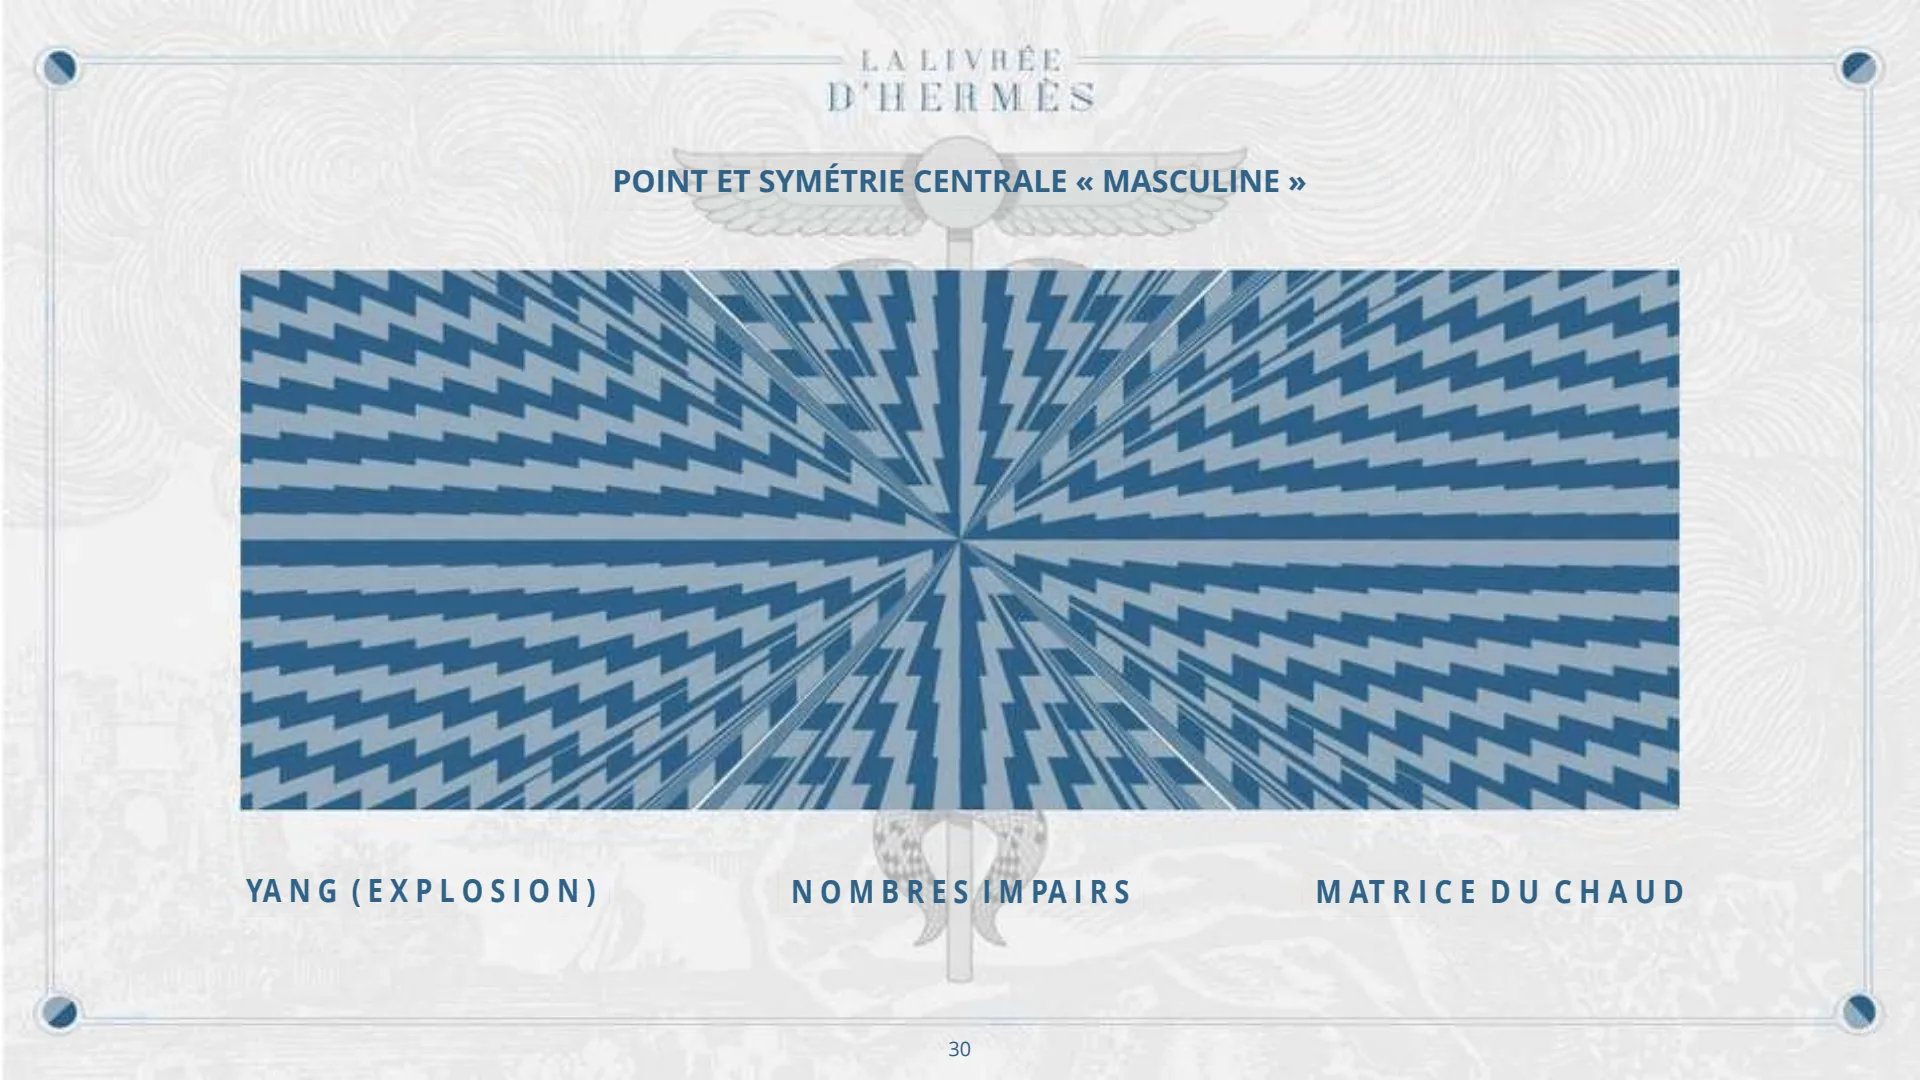 LA LIVRÉE
D'HERMÈS
POINT ET SYMÉTRIE CENTRALE « MASCULINE »
YANG (EXPLOSION)
NOMBRES IMPAIRS
MATRICE DU CHAUD
30